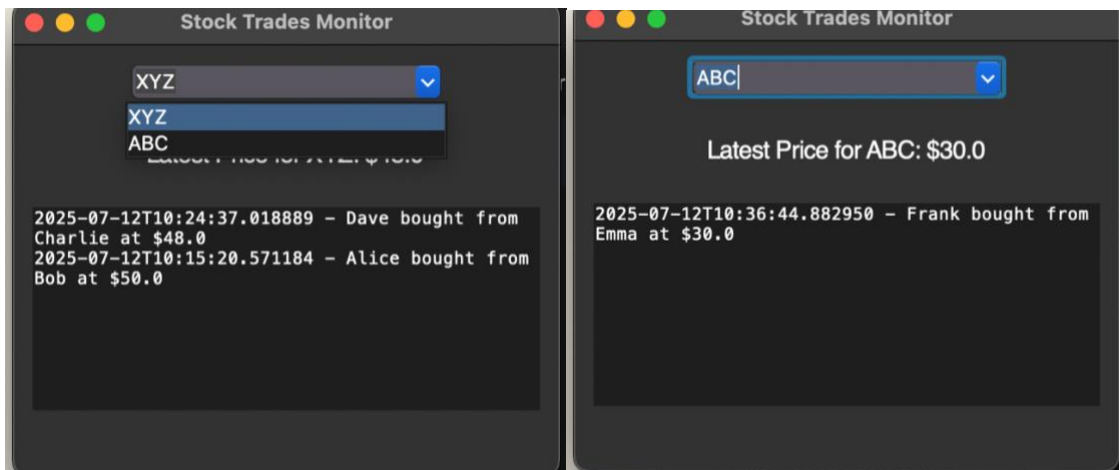 Stock Trades Monitor
XYZ
XYZ
ABC
2025-07-12T10:24:37.018889 – Dave bought from
Charlie at $48.0
2025-07-12T10:15:20.571184 – Alice bought from
Bob at $50.0
Stock Trades Monitor
ABC
Latest Price for ABC: $30.0
2025-07-12T10:36:44.882950 – Frank bought from
Emma at $30.0